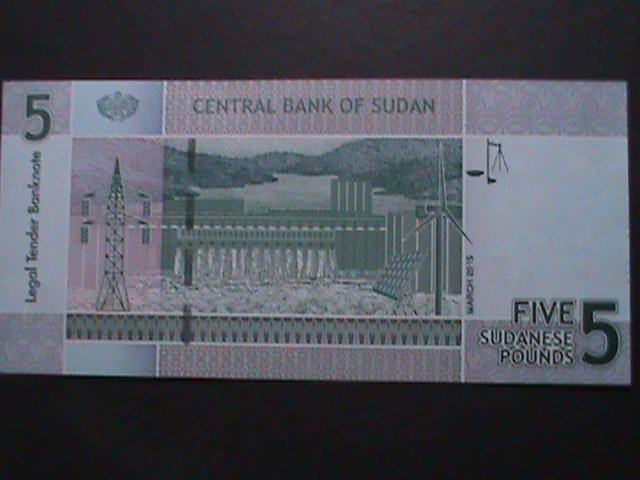 5
CENTRAL BANK OF SUDAN
Legal Tender Banknote
MARCH 2015
FIVE
SUDANESE
POUNDS
5